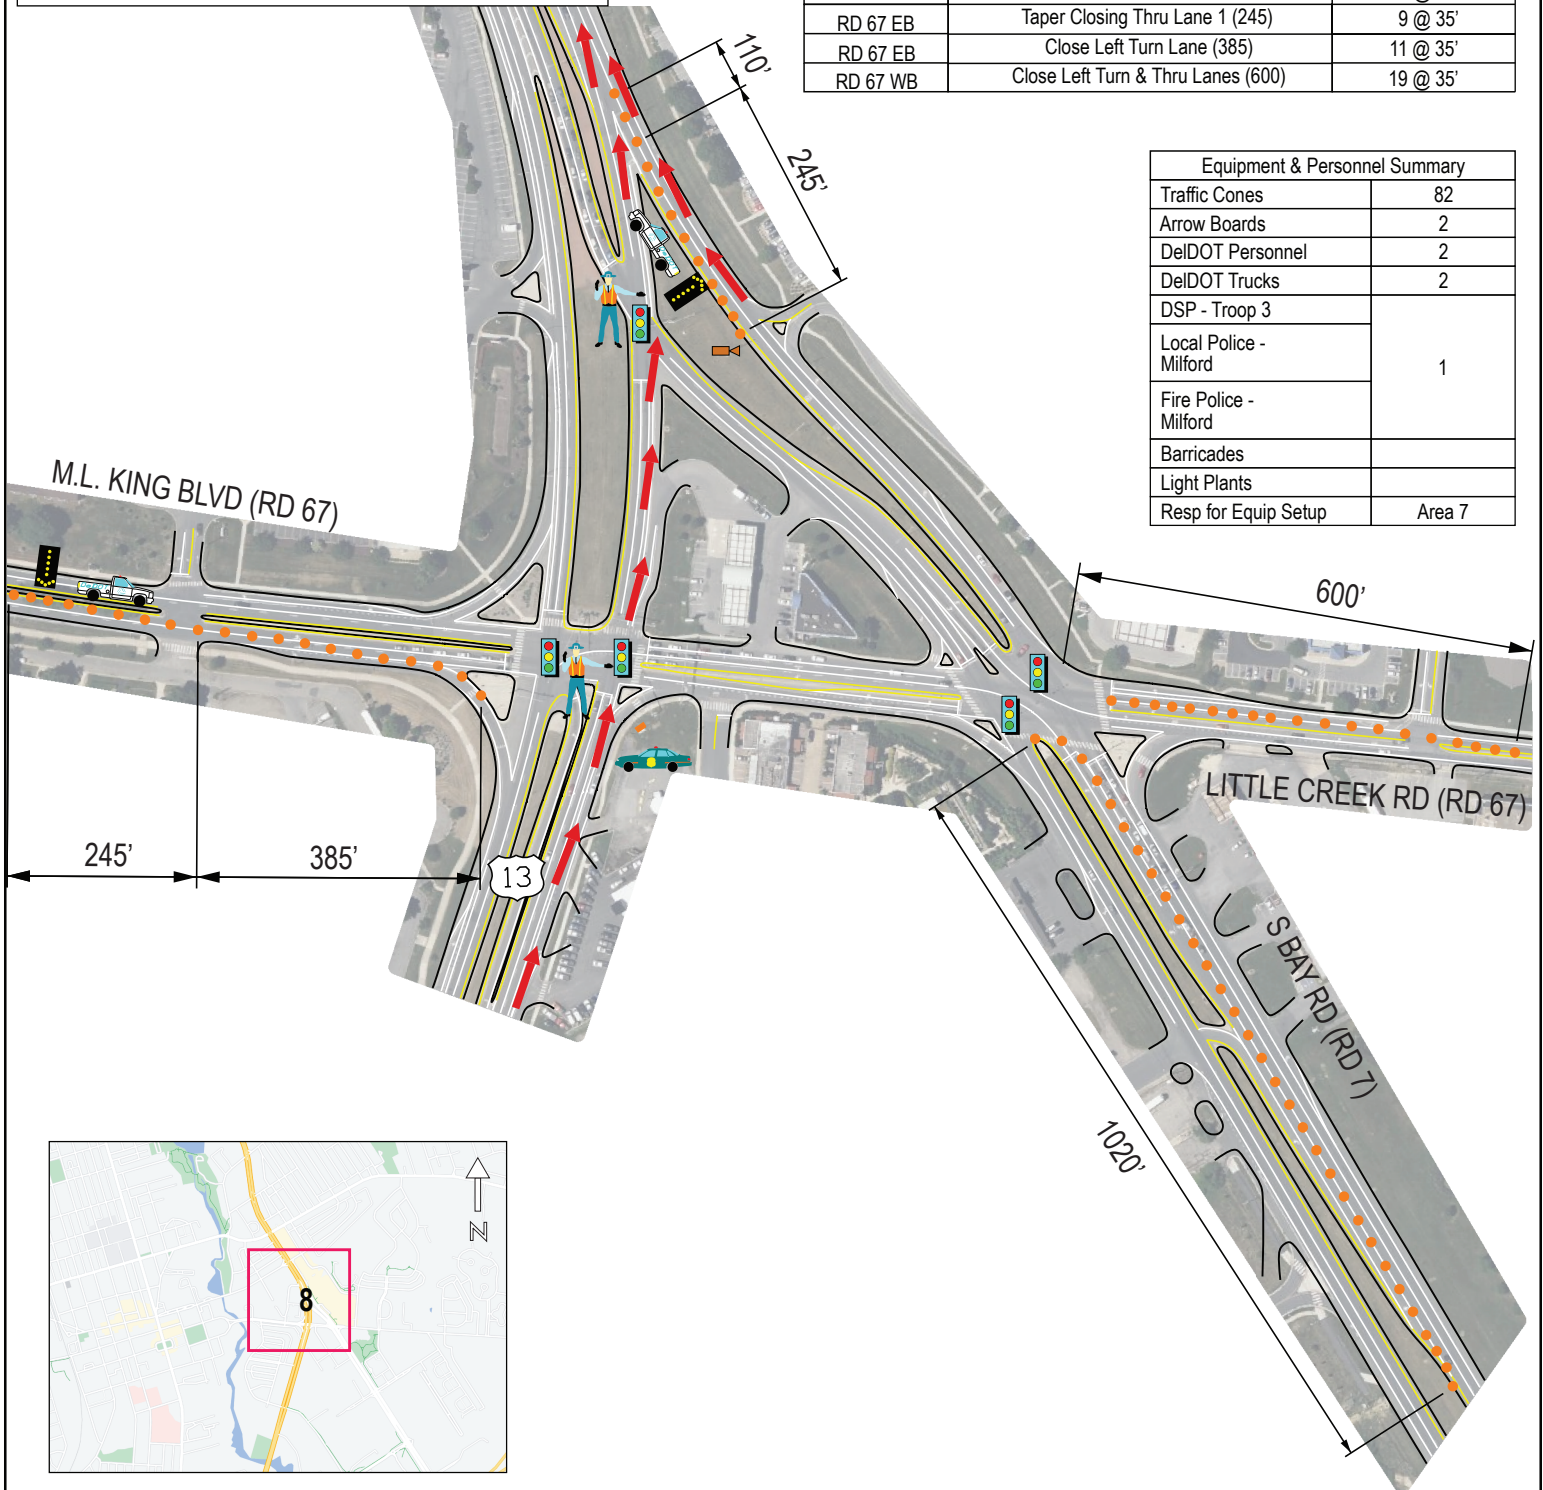 RD 67 EB Taper Closing Thru Lane 1 (245) 9 @ 35'
RD 67 EB Close Left Turn Lane (385) 11 @ 35'
RD 67 WB Close Left Turn & Thru Lanes (600) 19 @ 35'
110’
245’
Equipment & Personnel Summary
Traffic Cones 82
Arrow Boards 2
DelDOT Personnel 2
DelDOT Trucks 2
DSP - Troop 3
Local Police -
Milford
1
Fire Police -
Milford
Barricades
Light Plants
Resp for Equip Setup Area 7
M.L. KING BLVD (RD 67)
600’
LITTLE CREEK RD (RD 67)
245’
385’
13
S BAY RD (RD 7)
1020’
N
8